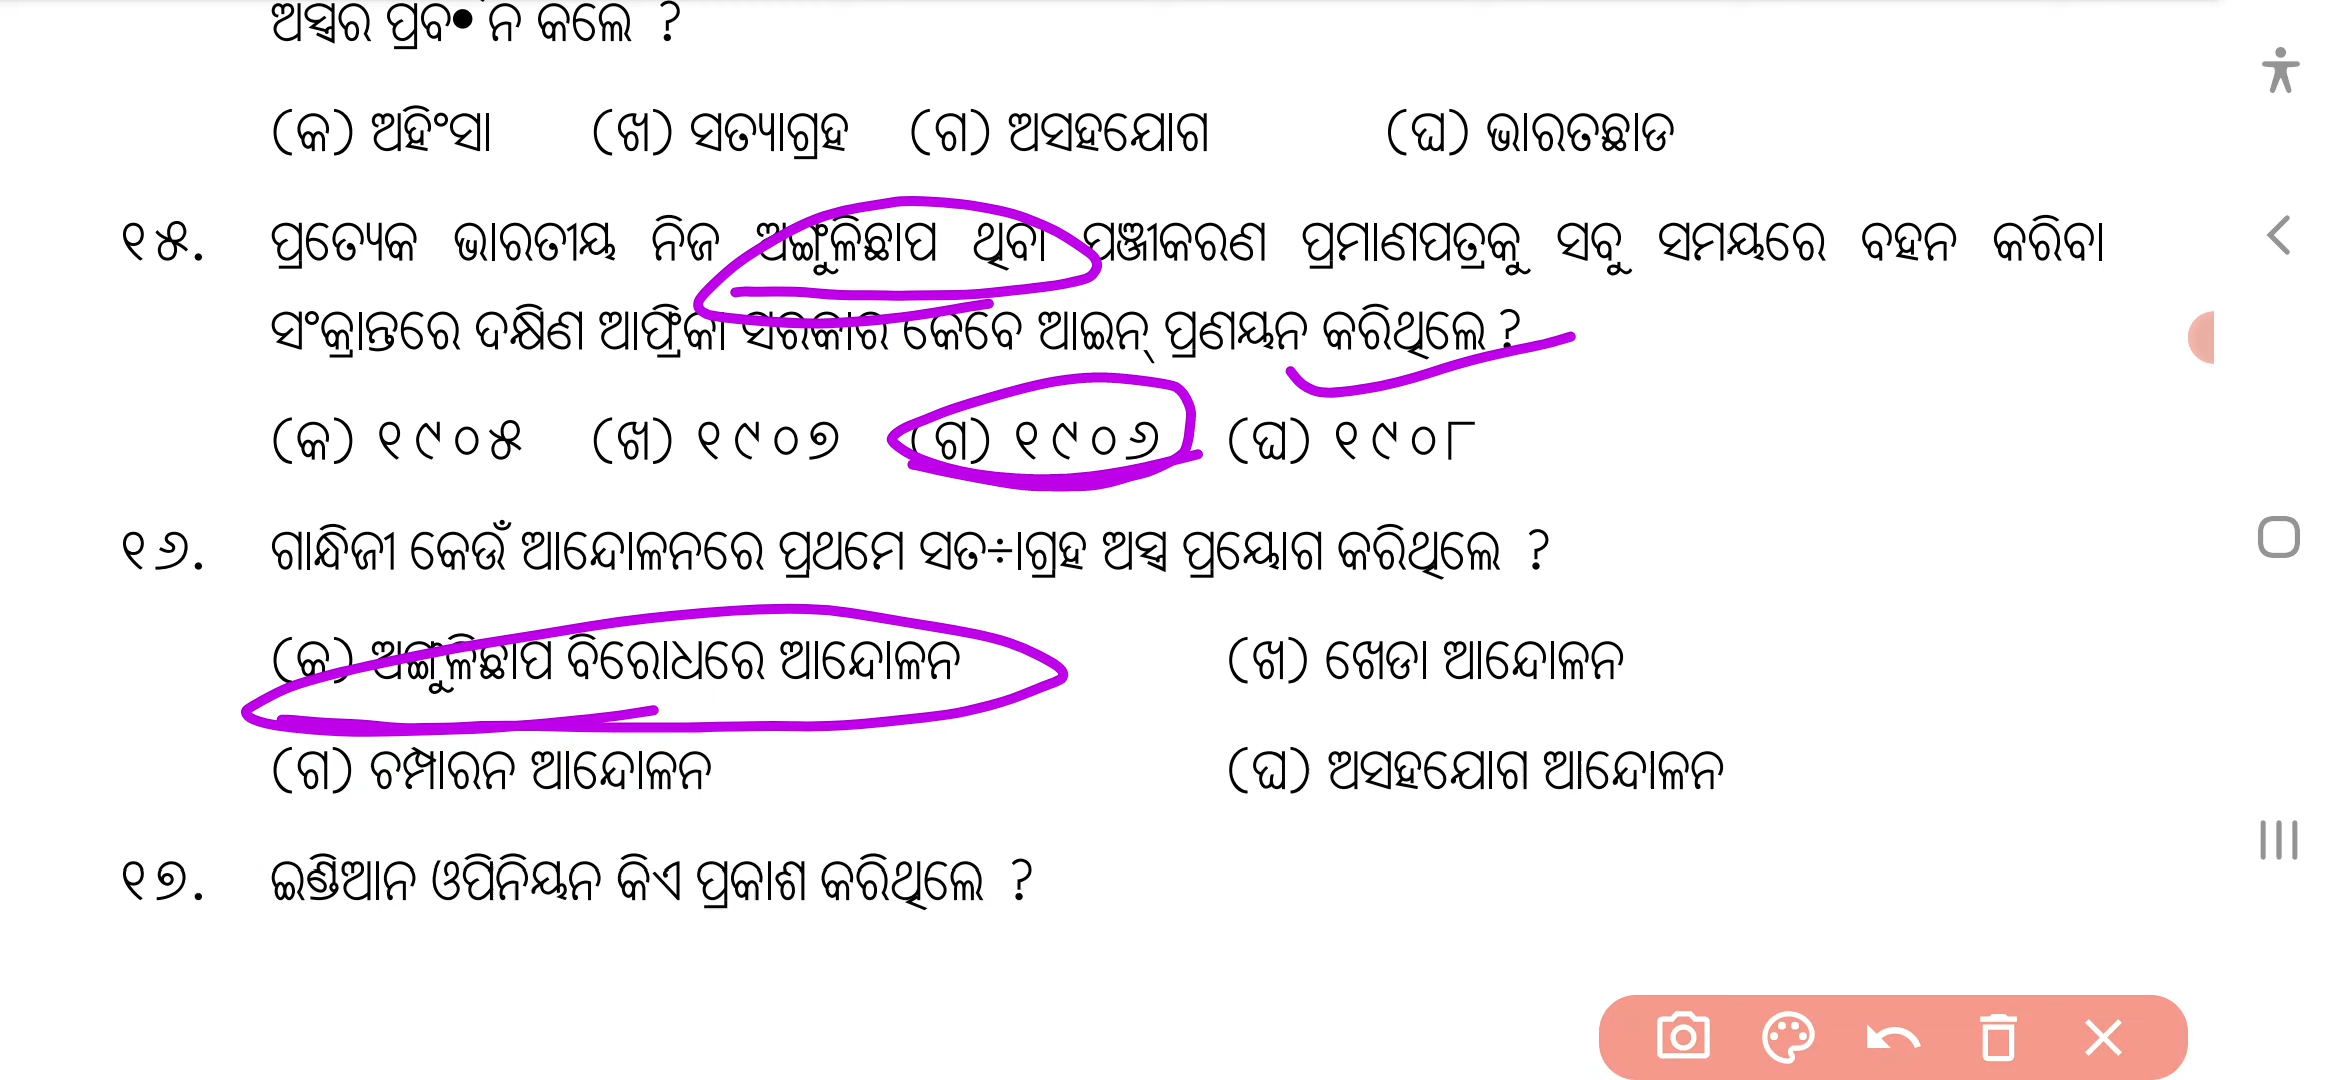 ଅସ୍ତ୍ରର ପ୍ରବ• ନ କଲେ ?
(କ) ଅହିଂସା (ଖ) ସତ୍ୟାଗ୍ରହ (ଗ) ଅସହଯୋଗ (ଘ) ଭାରତଛାଡ
୧୫. ପ୍ରତ୍ୟେକ ଭାରତୀୟ ନିଜ ଅଙ୍ଗୁଳିଛାପ ଥିବା ପଞ୍ଜୀକରଣ ପ୍ରମାଣପତ୍ରକୁ ସବୁ ସମୟରେ ବହନ କରିବା
ସଂକ୍ରାନ୍ତରେ ଦକ୍ଷିଣ ଆଫ୍ରିକା ସରକାର କେବେ ଆଇନ୍ ପ୍ରଣୟନ କରିଥିଲେ ?
(କ) ୧୯୦୫ (ଖ) ୧୯୦୭ (ଗ) ୧୯୦୬ (ଘ) ୧୯୦୮
୧୬. ଗାନ୍ଧିଜୀ କେଉଁ ଆନ୍ଦୋଳନରେ ପ୍ରଥମେ ସତ÷ାଗ୍ରହ ଅସ୍ତ୍ର ପ୍ରୟୋଗ କରିଥିଲେ ?
(କ) ଅଙ୍ଗୁଳିଛାପ ବିରୋଧରେ ଆନ୍ଦୋଳନ (ଖ) ଖେଡା ଆନ୍ଦୋଳନ
(ଗ) ଚମ୍ପାରନ ଆନ୍ଦୋଳନ (ଘ) ଅସହଯୋଗ ଆନ୍ଦୋଳନ
୧୭. ଇଣ୍ଡିଆନ ଓପିନିୟନ କିଏ ପ୍ରକାଶ କରିଥିଲେ ?